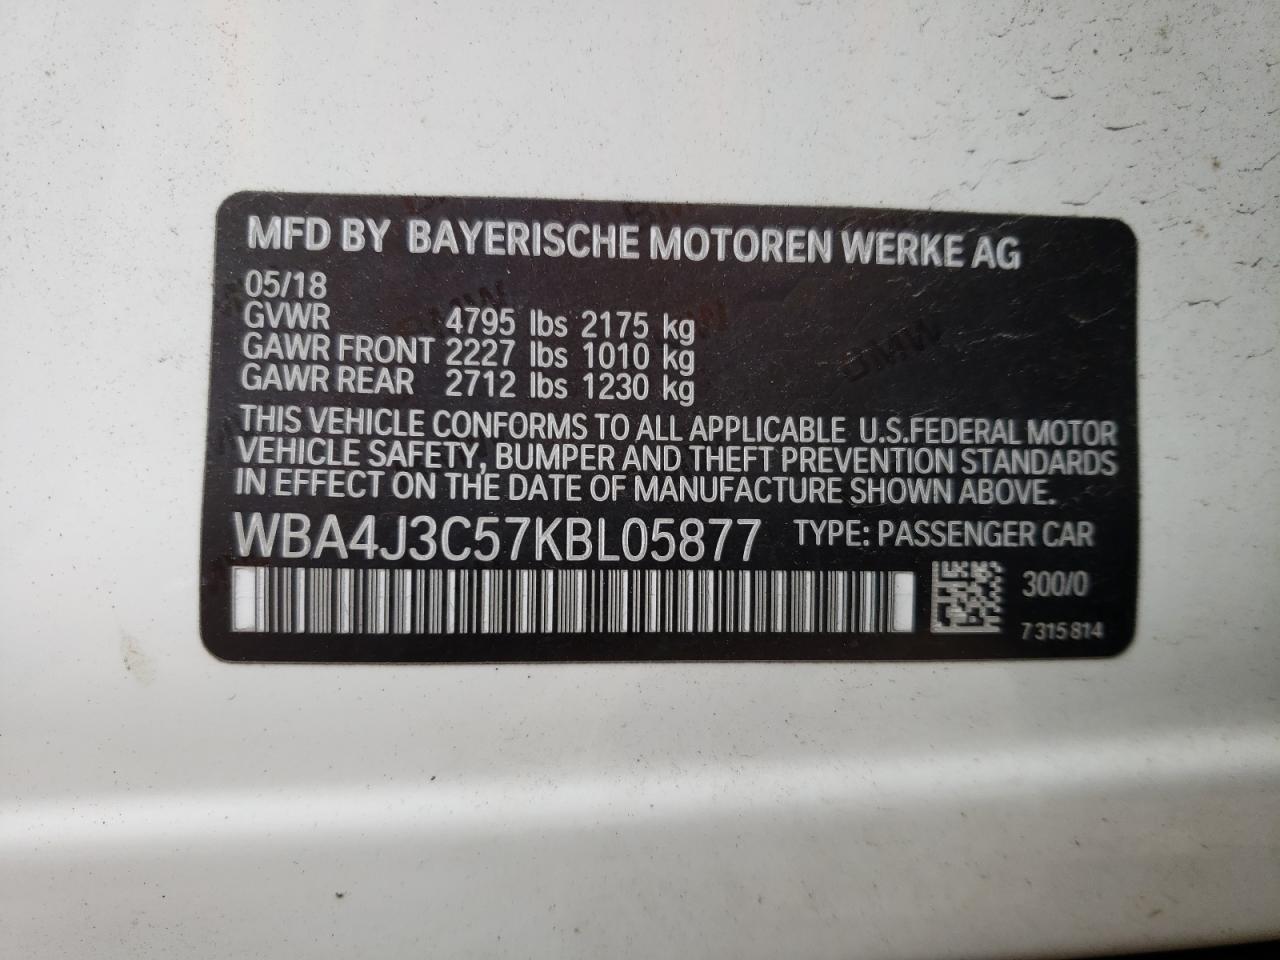 MFD BY BAYERISCHE MOTOREN WERKE AG
05/18
GVWR 4795 lbs 2175 kg
GAWR FRONT 2227 lbs 1010 kg
GAWR REAR 2712 lbs 1230 kg
THIS VEHICLE CONFORMS TO ALL APPLICABLE U.S.FEDERAL MOTOR
VEHICLE SAFETY, BUMPER AND THEFT PREVENTION STANDARDS
IN EFFECT ON THE DATE OF MANUFACTURE SHOWN ABOVE.
WBA4J3C57KBL05877 TYPE: PASSENGER CAR
300/0
7315814